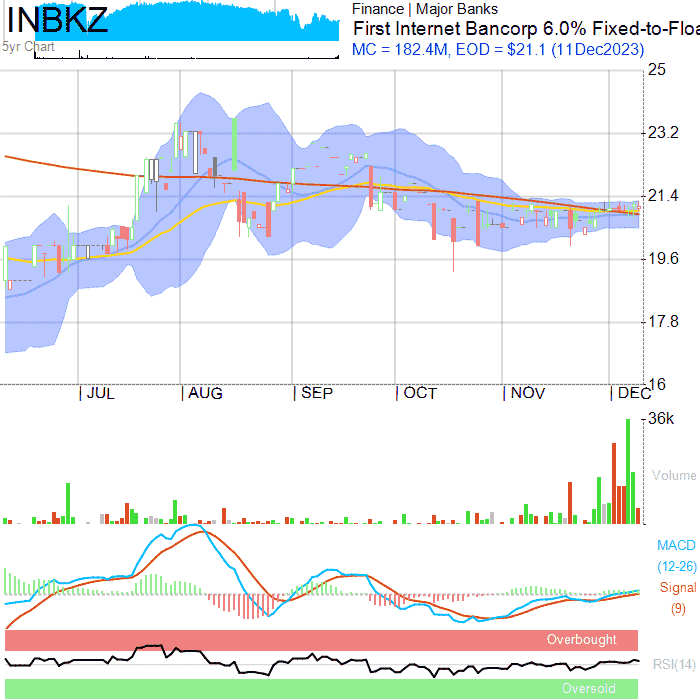 INBKZ
5yr Chart
Finance | Major Banks
First Internet Bancorp 6.0% Fixed-to-Floa
MC = 182.4M, EOD = $21.1 (11Dec2023)
25
23.2
21.4
19.6
17.8
16
JUL AUG SEP OCT NOV DEC
36k
Volume
MACD
(12-26)
Signal
(9)
Overbought
RSI(14)
Oversold